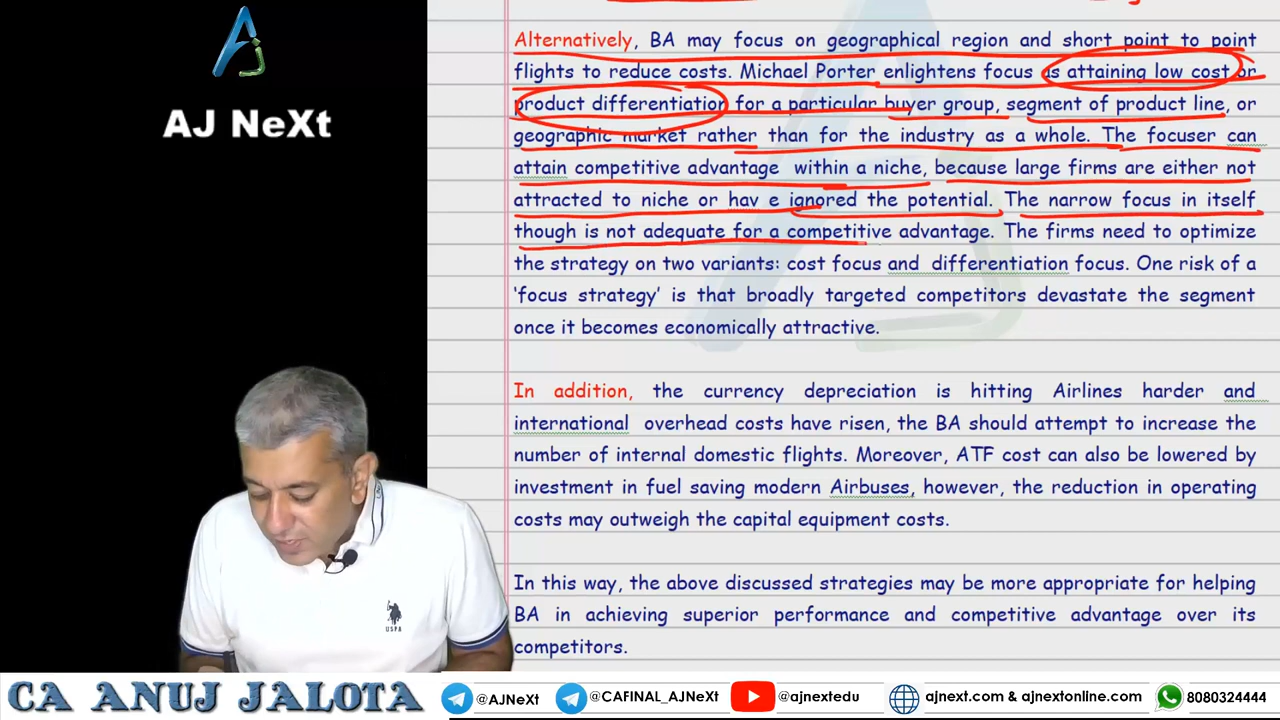 AJ NeXt
Alternatively, BA may focus on geographical region and short point to point
flights to reduce costs. Michael Porter enlightens focus as attaining low cost or
product differentiation for a particular buyer group, segment of product line, or
geographic market rather than for the industry as a whole. The focuser can
attain competitive advantage within a niche, because large firms are either not
attracted to niche or hav e ignored the potential. The narrow focus in itself
though is not adequate for a competitive advantage. The firms need to optimize
the strategy on two variants: cost focus and differentiation focus. One risk of a
‘focus strategy’ is that broadly targeted competitors devastate the segment
once it becomes economically attractive.
In addition, the currency depreciation is hitting Airlines harder and
international overhead costs have risen, the BA should attempt to increase the
number of internal domestic flights. Moreover, ATF cost can also be lowered by
investment in fuel saving modern Airbuses, however, the reduction in operating
costs may outweigh the capital equipment costs.
In this way, the above discussed strategies may be more appropriate for helping
BA in achieving superior performance and competitive advantage over its
competitors.
USPA
CA ANUJ JALOTA @AJNeXt @CAFINAL_AJNeXt @ajnextedu ajnext.com & ajnextonline.com 8080324444